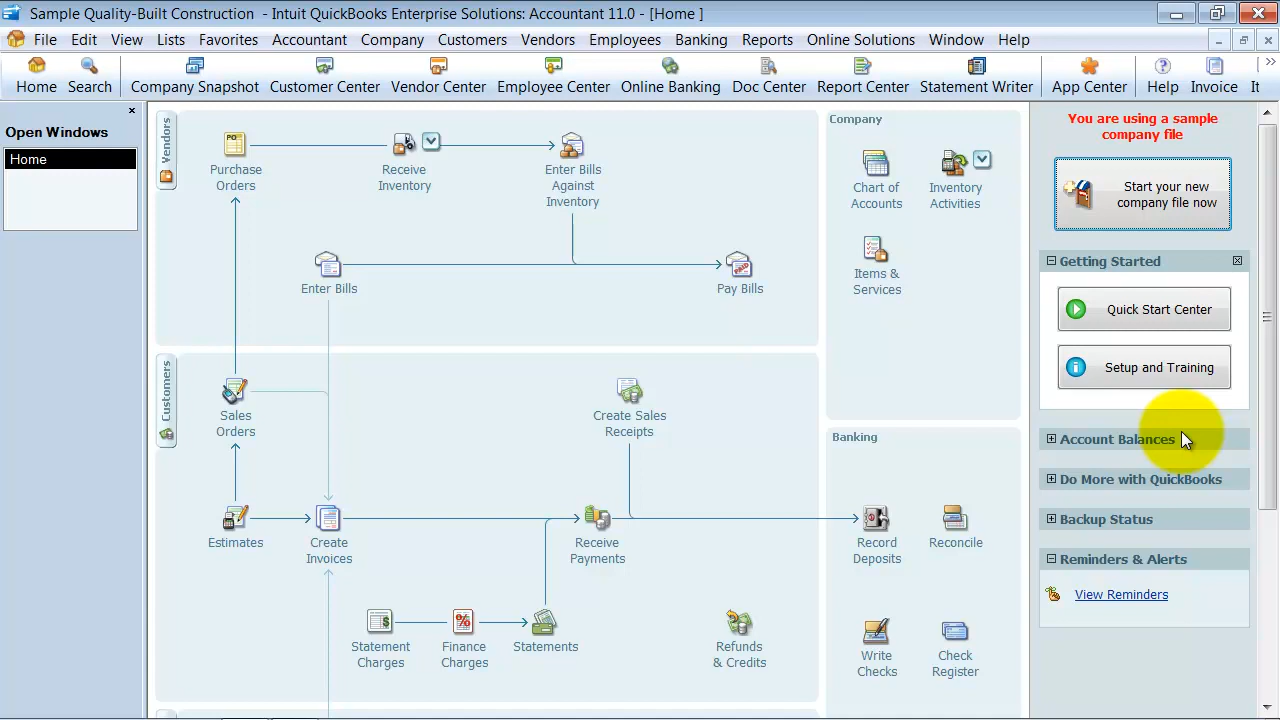 Sample Quality-Built Construction - Intuit QuickBooks Enterprise Solutions: Accountant 11.0 - [Home ]
File Edit View Lists Favorites Accountant Company Customers Vendors Employees Banking Reports Online Solutions Window Help
Home Search Company Snapshot Customer Center Vendor Center Employee Center Online Banking Doc Center Report Center Statement Writer App Center Help Invoice It
Open Windows
Home
Vendors
PO
Purchase
Orders
Receive
Inventory
Enter Bills
Against
Inventory
Enter Bills
PAID
Pay Bills
Customers
Sales
Orders
Create Sales
Receipts
Estimates
Create
Invoices
Receive
Payments
Statement
Charges
Finance
Charges
Statements
Refunds
& Credits
Company
Chart of
Accounts
Inventory
Activities
Items &
Services
Banking
Record
Deposits
Reconcile
Write
Checks
Check
Register
You are using a sample
company file
Start your new
company file now
Getting Started
Quick Start Center
Setup and Training
Account Balances
Do More with QuickBooks
Backup Status
Reminders & Alerts
View Reminders